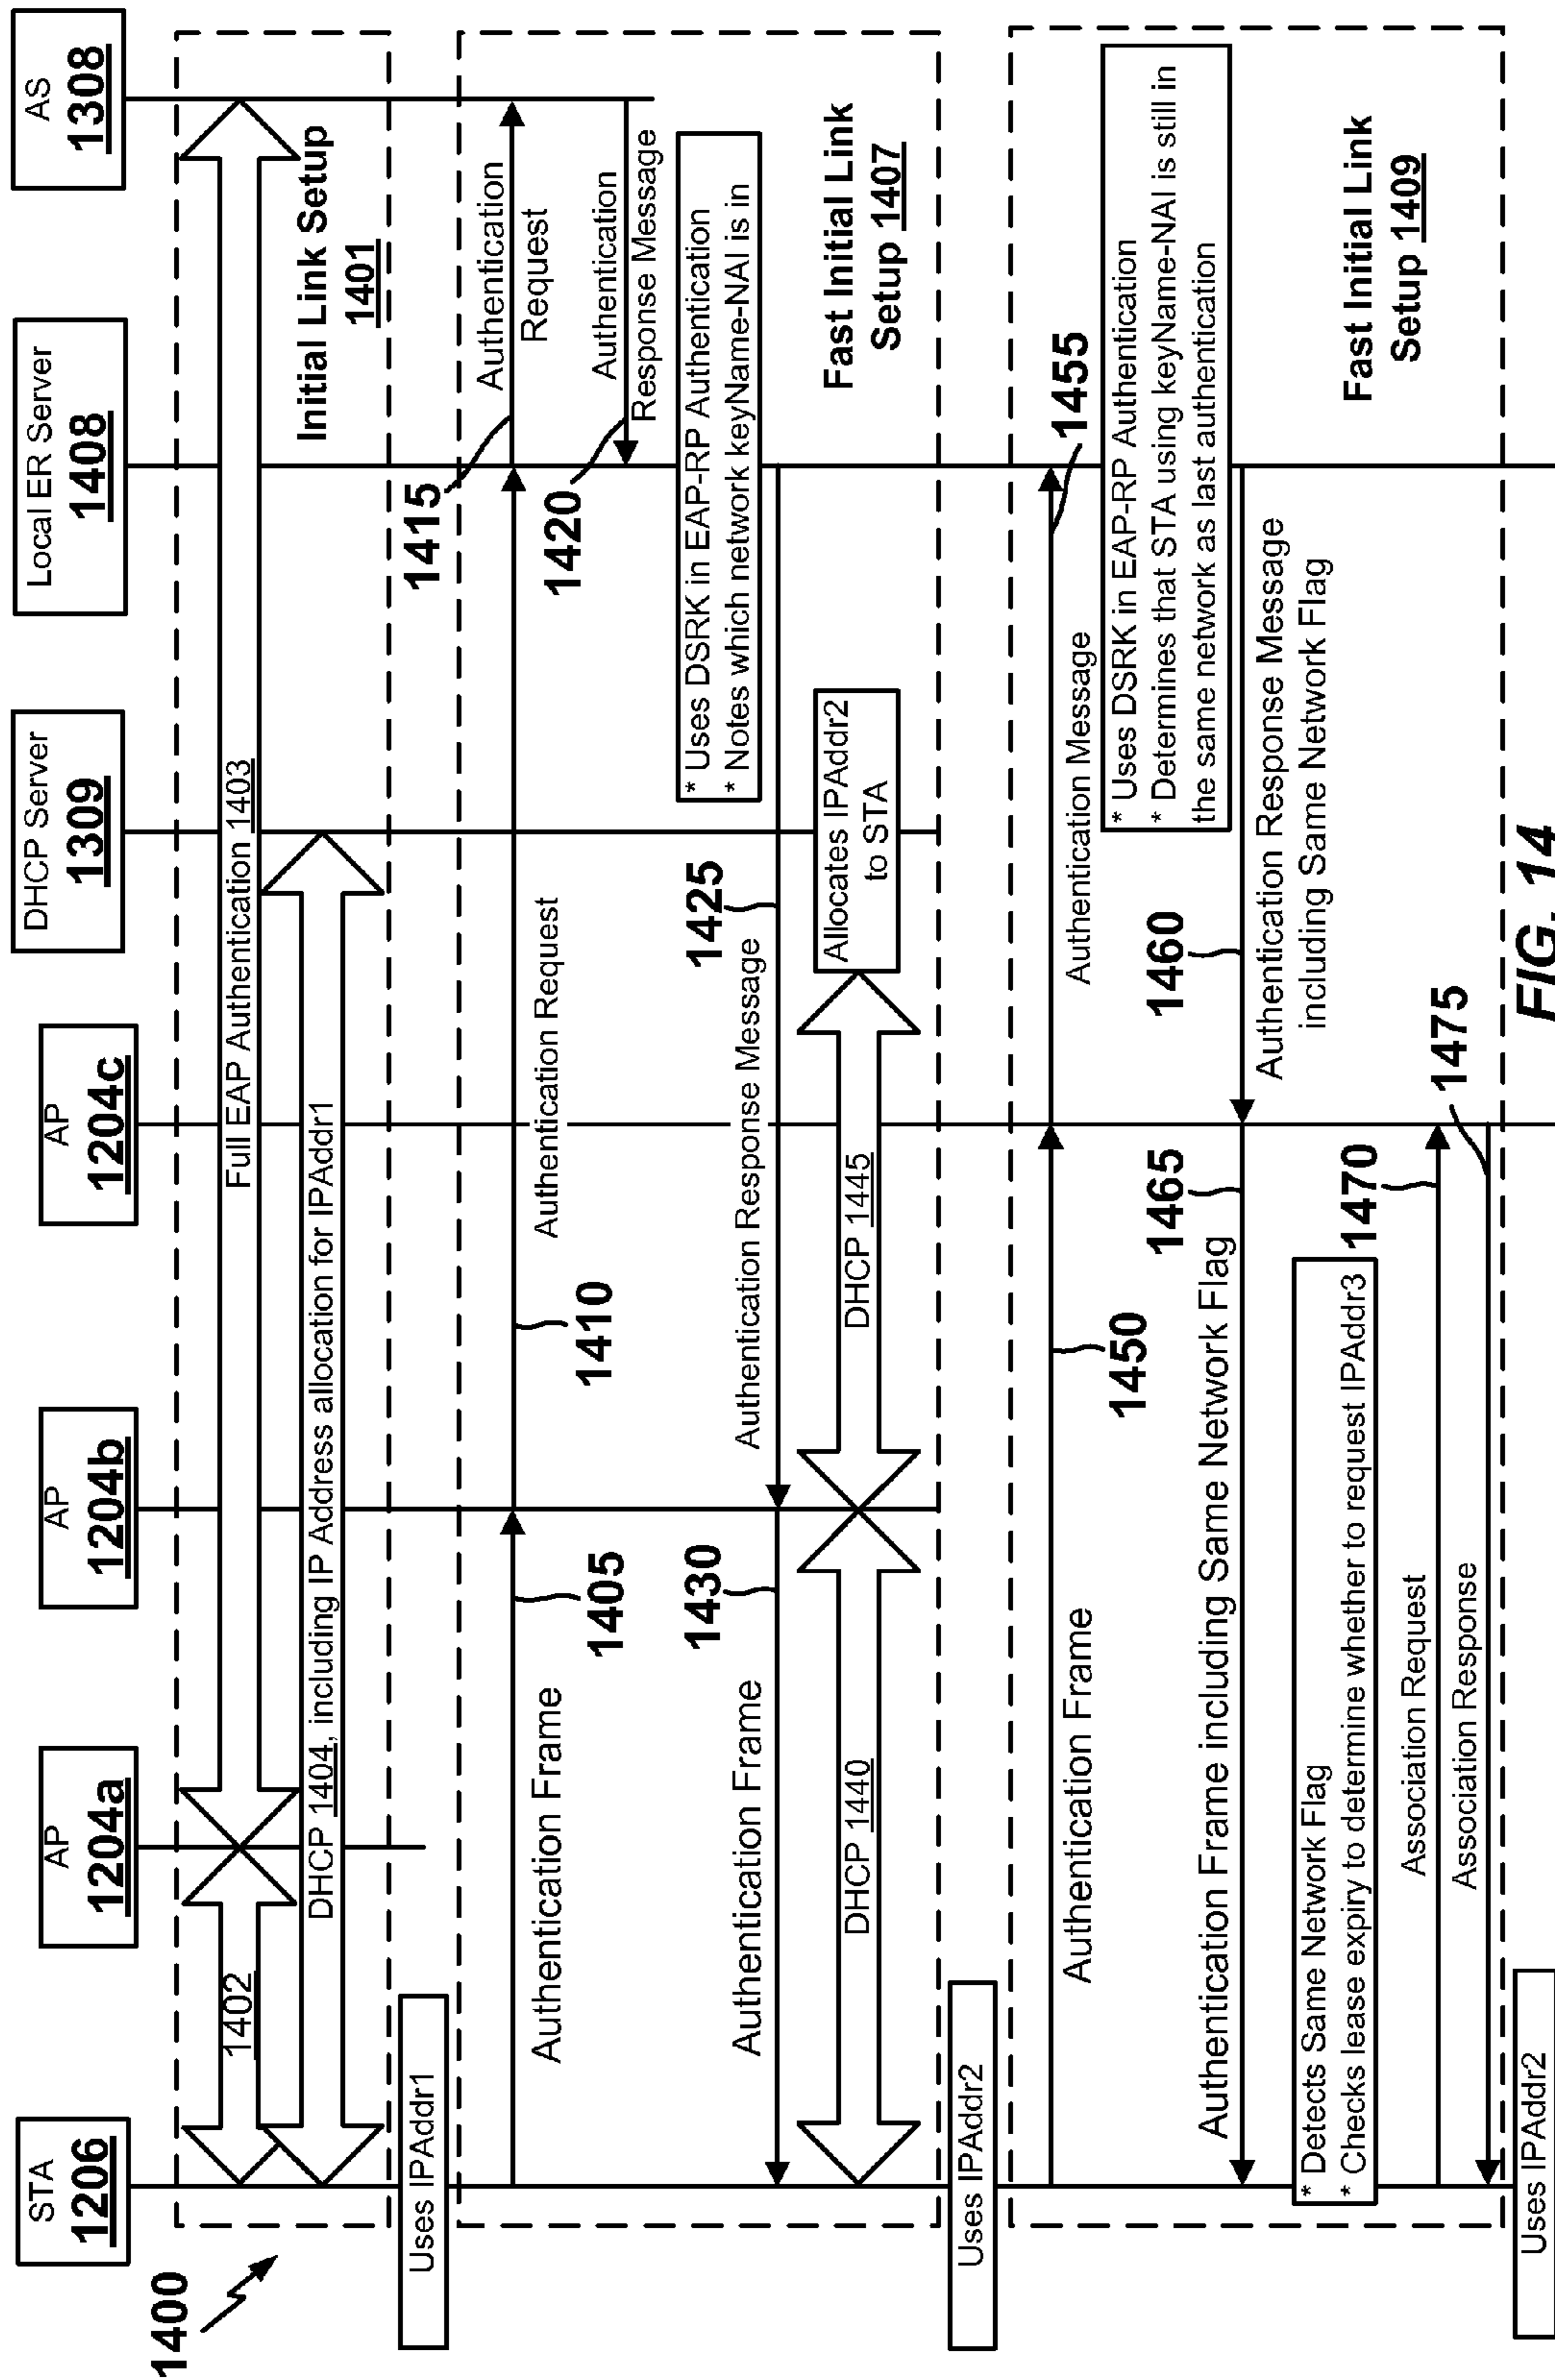 1400
STA
1206
AP
1204a
AP
1204b
AP
1204c
DHCP Server
1309
Local ER Server
1408
AS
1308
1402
Full EAP Authentication 1403
DHCP 1404, including IP Address allocation for IPAddr1
Initial Link Setup
1401
Uses IPAddr1
Authentication Frame
1405
1410
Authentication Request
1415
Authentication
Request
1420
Authentication
Response Message
* Uses DSRK in EAP-RP Authentication
* Notes which network keyName-NAI is in
Authentication Response Message
1425
Authentication Frame
1430
DHCP 1440
DHCP 1445
Allocates IPAddr2
to STA
Fast Initial Link
Setup 1407
Uses IPAddr2
Authentication Frame
1450
Authentication Message
1455
* Uses DSRK in EAP-RP Authentication
* Determines that STA using keyName-NAI is still in
the same network as last authentication
1460
Authentication Response Message
including Same Network Flag
Authentication Frame including Same Network Flag
1465
* Detects Same Network Flag
* Checks lease expiry to determine whether to request IPAddr3
Association Request
1470
Association Response
1475
Fast Initial Link
Setup 1409
Uses IPAddr2
FIG. 14